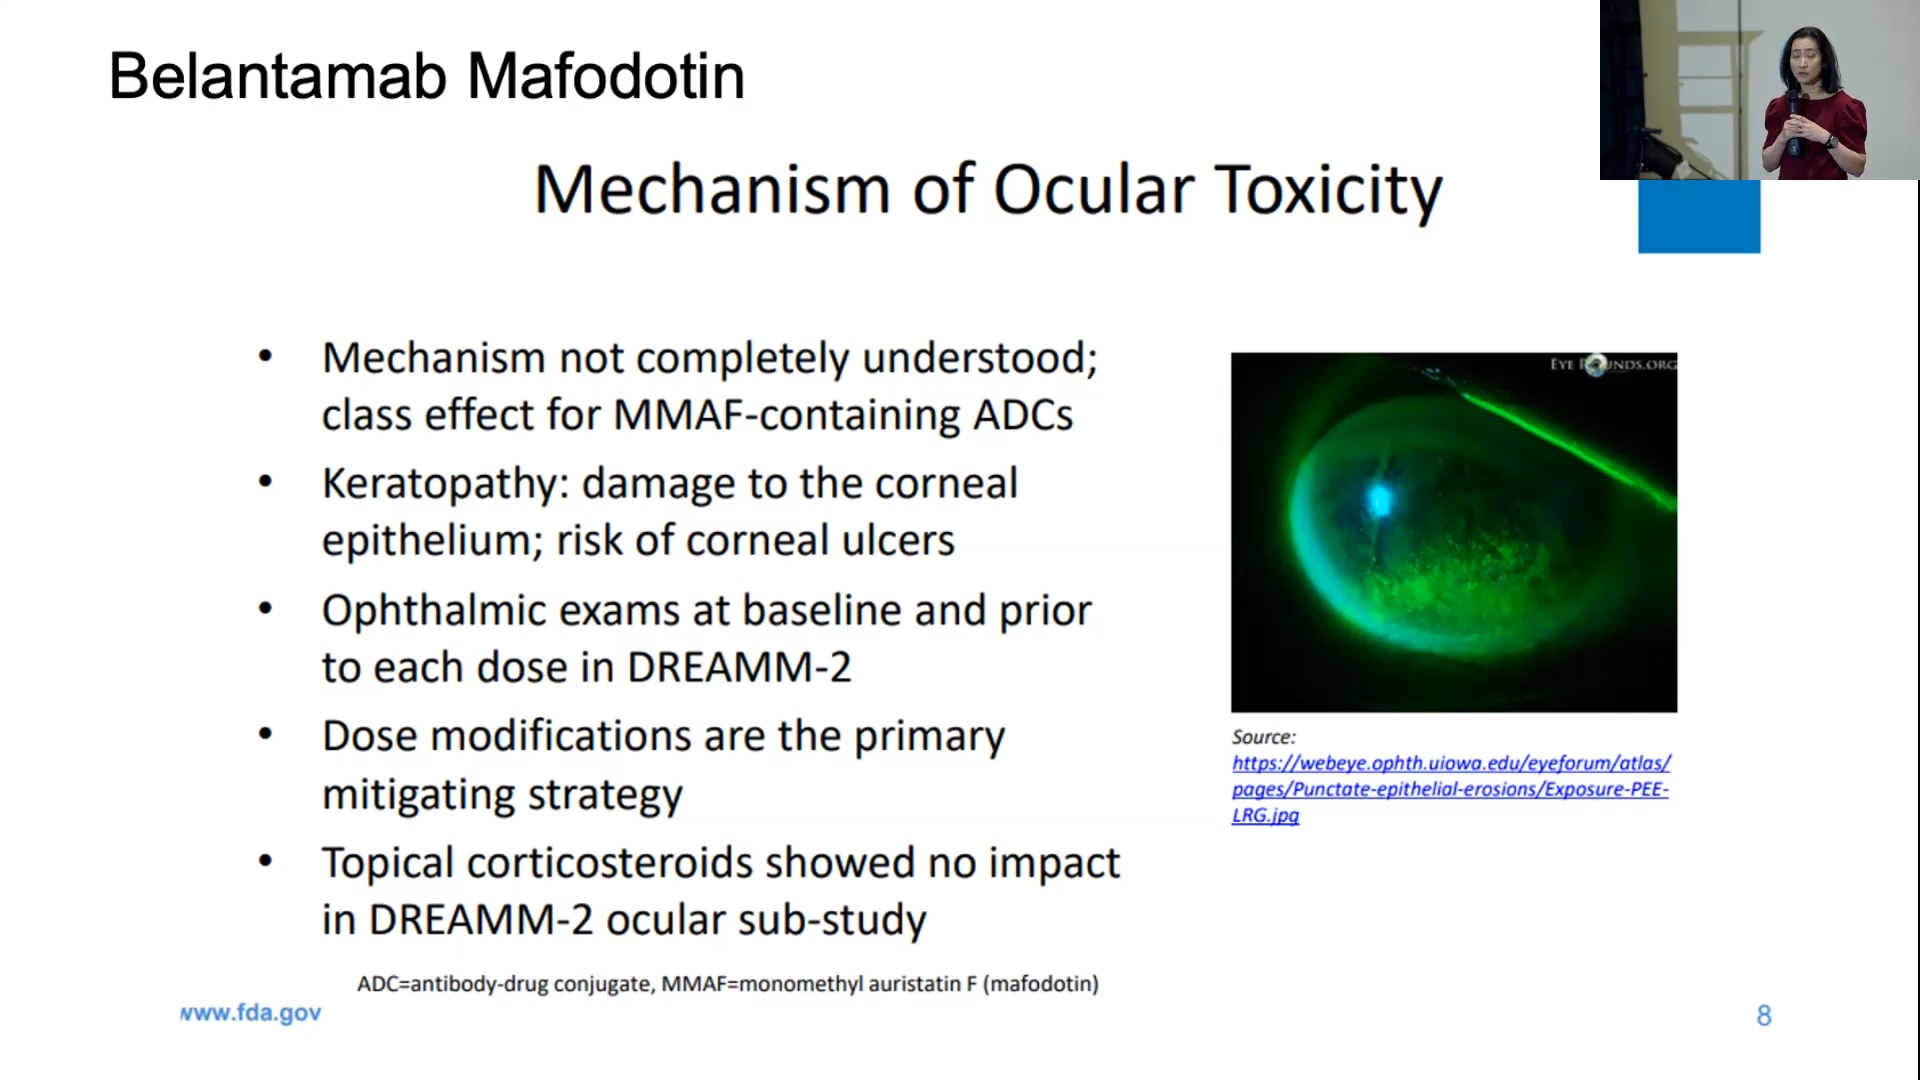 Belantamab Mafodotin
Mechanism of Ocular Toxicity
• Mechanism not completely understood;
class effect for MMAF-containing ADCs
• Keratopathy: damage to the corneal
epithelium; risk of corneal ulcers
• Ophthalmic exams at baseline and prior
to each dose in DREAMM-2
• Dose modifications are the primary
mitigating strategy
• Topical corticosteroids showed no impact
in DREAMM-2 ocular sub-study
EYE ROUNDS.ORG
Source:
https://webeye.ophth.uiowa.edu/eyeforum/atlas/
pages/Punctate-epithelial-erosions/Exposure-PEE-
LRG.jpg
ADC=antibody-drug conjugate, MMAF=monomethyl auristatin F (mafodotin)
www.fda.gov
8